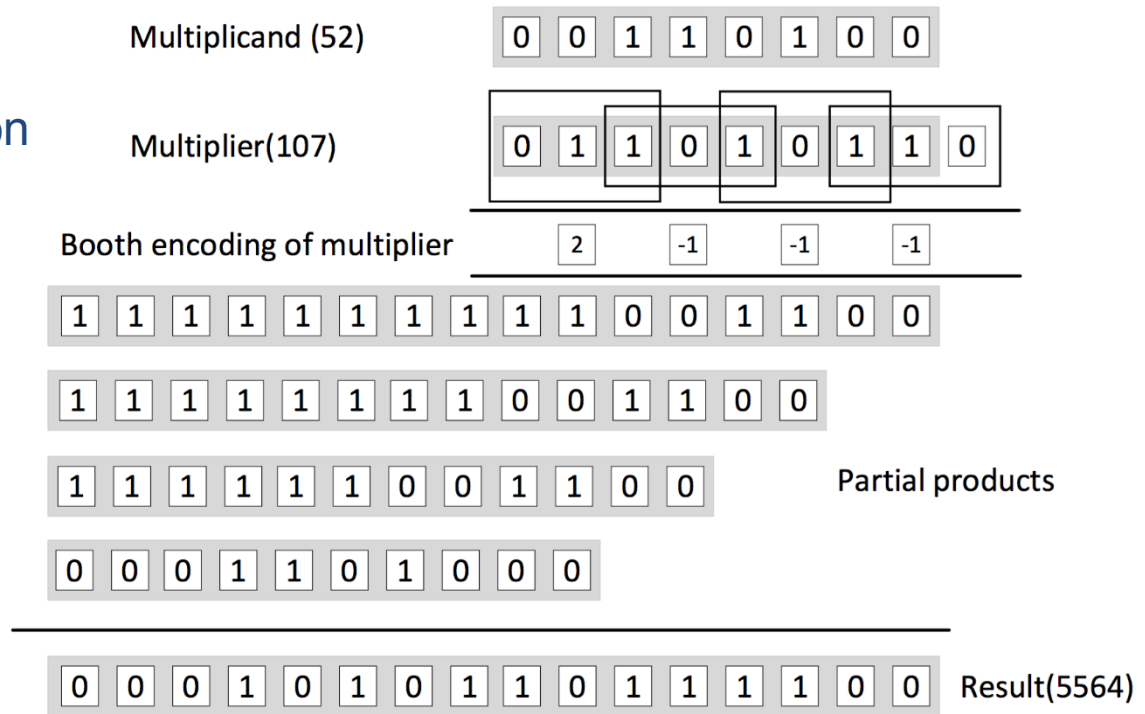 Multiplicand (52) 0 0 1 1 0 1 0 0
on
Multiplier(107) 0 1 1 0 1 0 1 1 0
Booth encoding of multiplier 2 -1 -1 -1
1 1 1 1 1 1 1 1 1 1 0 0 1 1 0 0
1 1 1 1 1 1 1 1 0 0 1 1 0 0
1 1 1 1 1 1 0 0 1 1 0 0 Partial products
0 0 0 1 1 0 1 0 0 0
0 0 0 1 0 1 0 1 1 0 1 1 1 1 0 0 Result(5564)